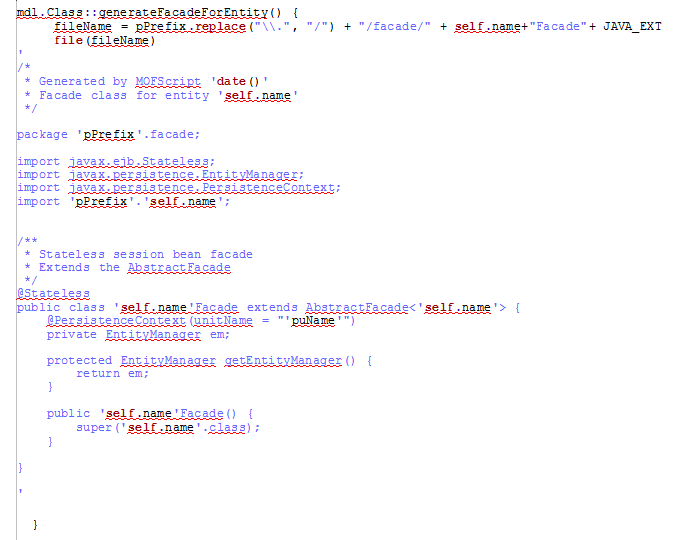 mdl.Class::generateFacadeForEntity() {
     fileName = pPrefix.replace("\\.", "/") + "/facade/" + self.name+"Facade"+ JAVA_EXT
     file(fileName)
'
/*
 * Generated by MOFScript 'date()'
 * Facade class for entity 'self.name'
 */

package 'pPrefix'.facade;

import javax.ejb.Stateless;
import javax.persistence.EntityManager;
import javax.persistence.PersistenceContext;
import 'pPrefix'.'self.name';


/**
 * Stateless session bean facade
 * Extends the AbstractFacade
 */
@Stateless
public class 'self.name'Facade extends AbstractFacade<'self.name'> {
    @PersistenceContext(unitName = "'puName'")
    private EntityManager em;

    protected EntityManager getEntityManager() {
        return em;
    }

    public 'self.name'Facade() {
        super('self.name'.class);
    }

}

'

  }